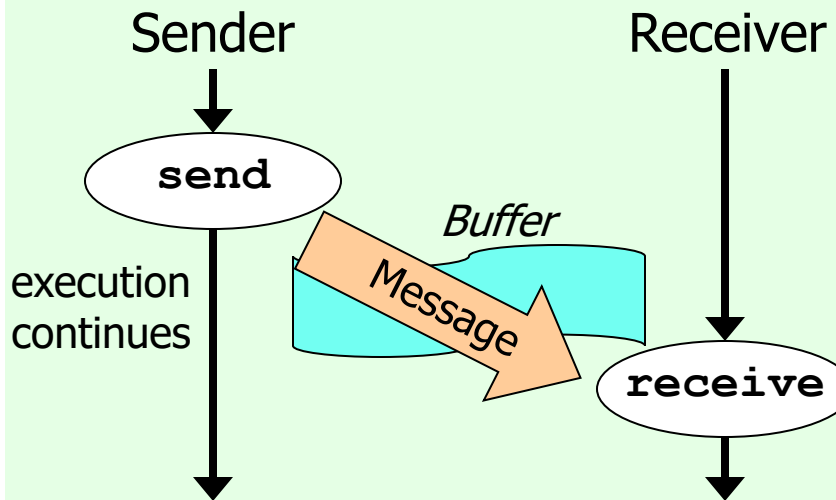 Sender
Receiver
send
Buffer
execution
continues
Message
receive